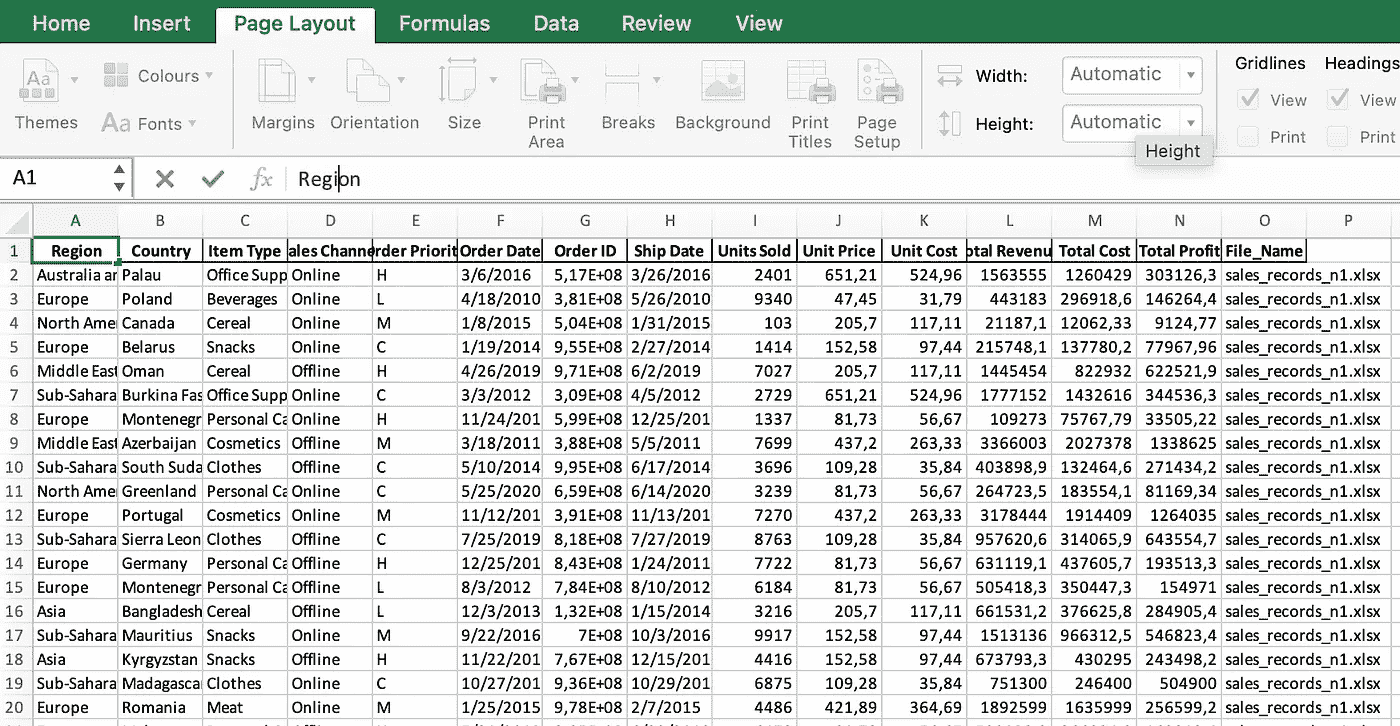 Home Insert Page Layout Formulas Data Review View
Themes Colours Aa Fonts Margins Orientation Size Print Area Breaks Background Print Titles Page Setup Width: Automatic Height: Automatic Gridlines View Print Headings View Print
Height
A1 fx Region
A B C D E F G H I J K L M N O P
1 Region Country Item Type ales Channe rder Priorit Order Date Order ID Ship Date Units Sold Unit Price Unit Cost otal Revenu Total Cost Total Profit File_Name
2 Australia ar Palau Office Supp Online H 3/6/2016 5,17E+08 3/26/2016 2401 651,21 524,96 1563555 1260429 303126,3 sales_records_n1.xlsx
3 Europe Poland Beverages Online L 4/18/2010 3,81E+08 5/26/2010 9340 47,45 31,79 443183 296918,6 146264,4 sales_records_n1.xlsx
4 North Ame Canada Cereal Online M 1/8/2015 5,04E+08 1/31/2015 103 205,7 117,11 21187,1 12062,33 9124,77 sales_records_n1.xlsx
5 Europe Belarus Snacks Online C 1/19/2014 9,55E+08 2/27/2014 1414 152,58 97,44 215748,1 137780,2 77967,96 sales_records_n1.xlsx
6 Middle East Oman Cereal Offline H 4/26/2019 9,71E+08 6/2/2019 7027 205,7 117,11 1445454 822932 622521,9 sales_records_n1.xlsx
7 Sub-Sahara Burkina Fas Office Supp Online C 3/3/2012 3,09E+08 4/5/2012 2729 651,21 524,96 1777152 1432616 344536,3 sales_records_n1.xlsx
8 Europe Montenegr Personal Ca Online H 11/24/201 5,99E+08 12/25/201 1337 81,73 56,67 109273 75767,79 33505,22 sales_records_n1.xlsx
9 Middle East Azerbaijan Cosmetics Offline M 3/18/2011 3,88E+08 5/5/2011 7699 437,2 263,33 3366003 2027378 1338625 sales_records_n1.xlsx
10 Sub-Sahara South Suda Clothes Offline C 5/10/2014 9,95E+08 6/17/2014 3696 109,28 35,84 403898,9 132464,6 271434,2 sales_records_n1.xlsx
11 North Ame Greenland Personal Ca Online C 5/25/2020 6,59E+08 6/14/2020 3239 81,73 56,67 264723,5 183554,1 81169,34 sales_records_n1.xlsx
12 Europe Portugal Cosmetics Online M 11/12/201 3,91E+08 11/13/201 7270 437,2 263,33 3178444 1914409 1264035 sales_records_n1.xlsx
13 Sub-Sahara Sierra Leon Clothes Offline C 7/25/2019 8,18E+08 7/27/2019 8763 109,28 35,84 957620,6 314065,9 643554,7 sales_records_n1.xlsx
14 Europe Germany Personal Ca Offline H 12/25/201 8,43E+08 1/24/2011 7722 81,73 56,67 631119,1 437605,7 193513,3 sales_records_n1.xlsx
15 Europe Montenegr Personal Ca Offline L 8/3/2012 7,84E+08 8/10/2012 6184 81,73 56,67 505418,3 350447,3 154971 sales_records_n1.xlsx
16 Asia Bangladesh Cereal Offline L 12/3/2013 1,32E+08 1/15/2014 3216 205,7 117,11 661531,2 376625,8 284905,4 sales_records_n1.xlsx
17 Sub-Sahara Mauritius Snacks Online M 9/22/2016 7E+08 10/3/2016 9917 152,58 97,44 1513136 966312,5 546823,4 sales_records_n1.xlsx
18 Asia Kyrgyzstan Snacks Offline H 11/22/201 7,67E+08 12/15/201 4416 152,58 97,44 673793,3 430295 243498,2 sales_records_n1.xlsx
19 Sub-Sahara Madagasca Clothes Online C 10/27/201 9,36E+08 10/29/201 6875 109,28 35,84 751300 246400 504900 sales_records_n1.xlsx
20 Europe Romania Meat Online M 1/25/2015 9,78E+08 2/7/2015 4486 421,89 364,69 1892599 1635999 256599,2 sales_records_n1.xlsx